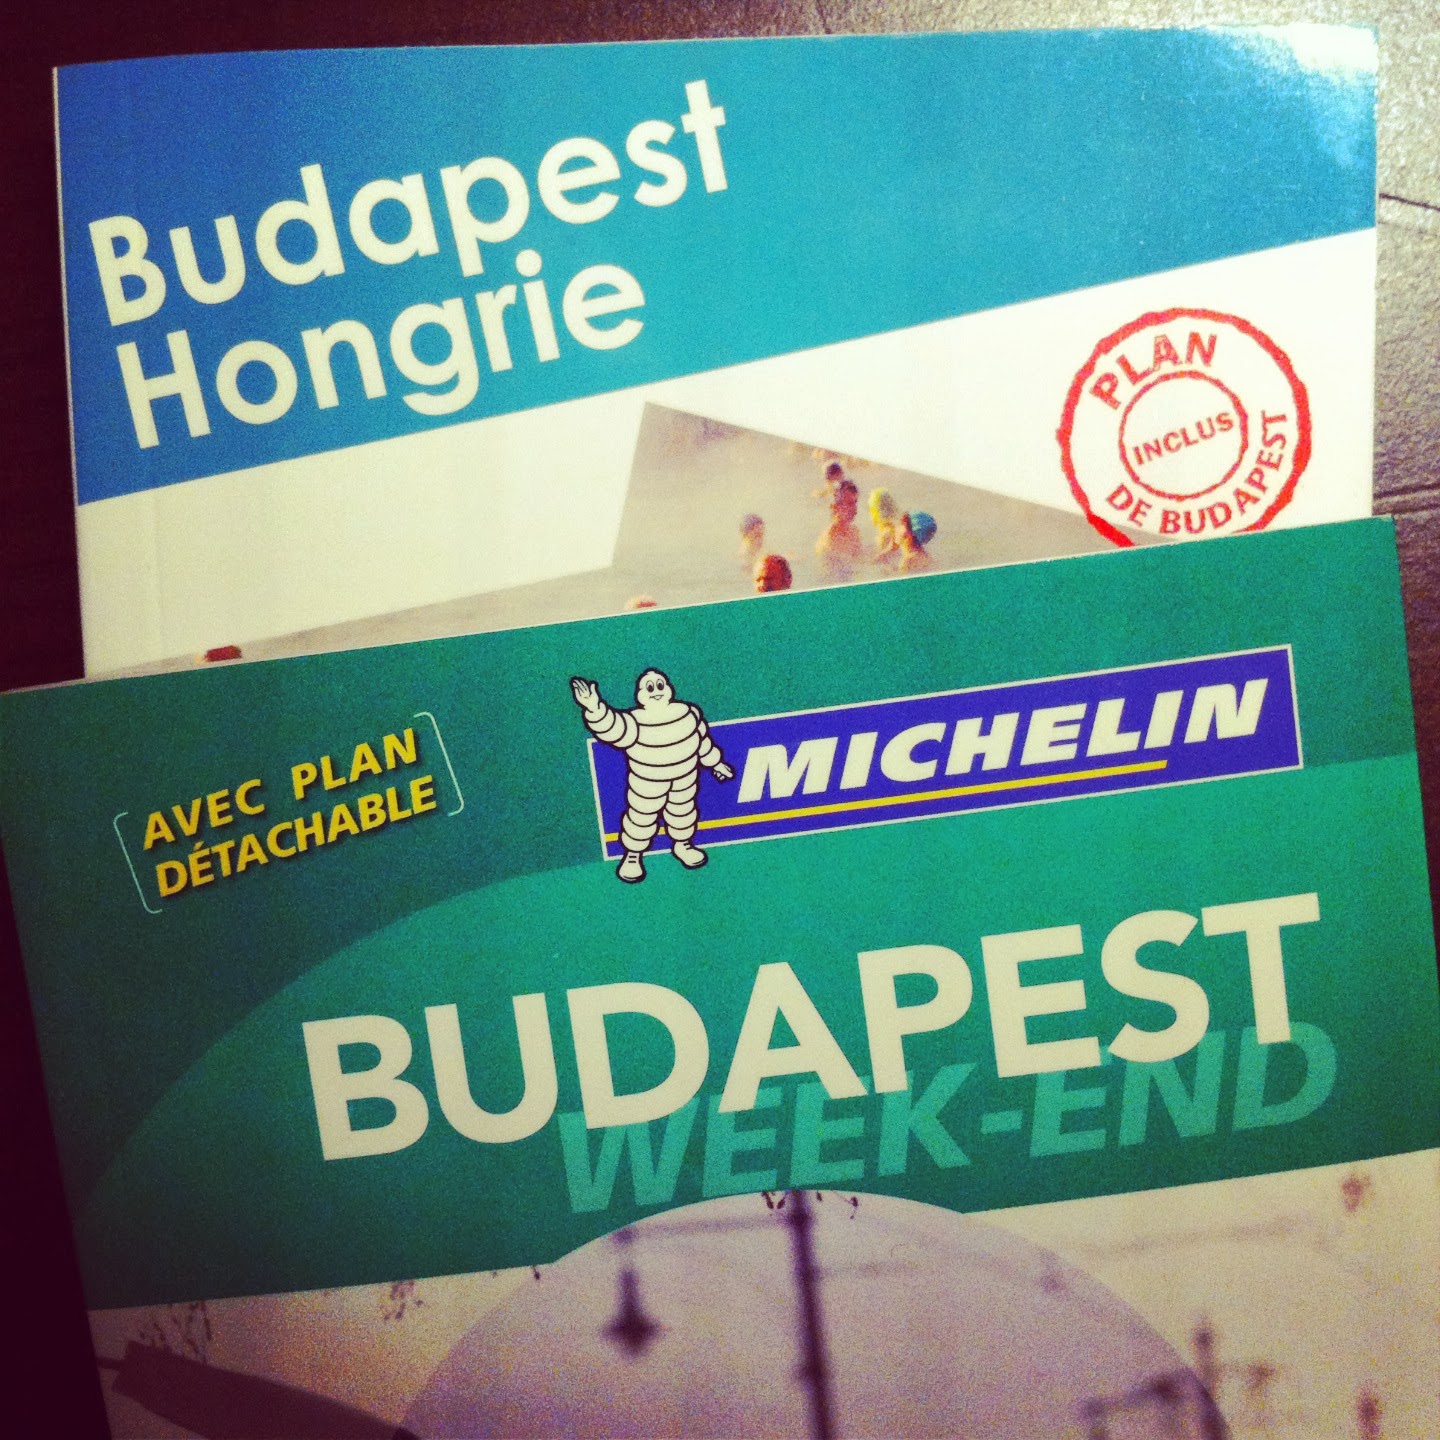 Budapest
Hongrie
PLAN
INCLUS
DE BUDAPEST
MICHELIN
AVEC PLAN
DÉTACHABLE
BUDAPEST
WEEK-END